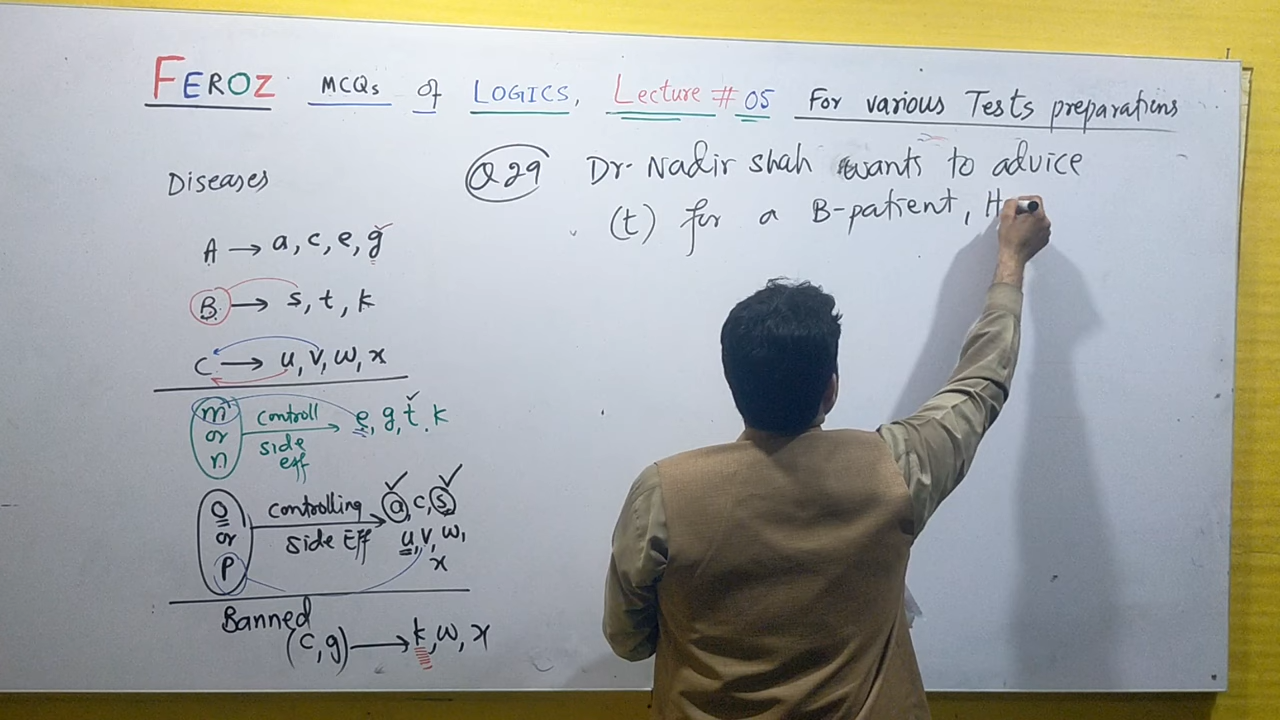 FEROZ MCQs of LOGICS, Lecture # 05 For various Tests preparations
Diseases
A → a, c, e, g
B → s, t, k
C → u, v, w, x
m or n controll side eff → e, g, t, k
O or P controlling side Eff → a, c, s
u, v, w,
x
Banned
(c, g) → k, w, x
Q29 Dr. Nadir shah wants to advice
(t) for a B-patient, H